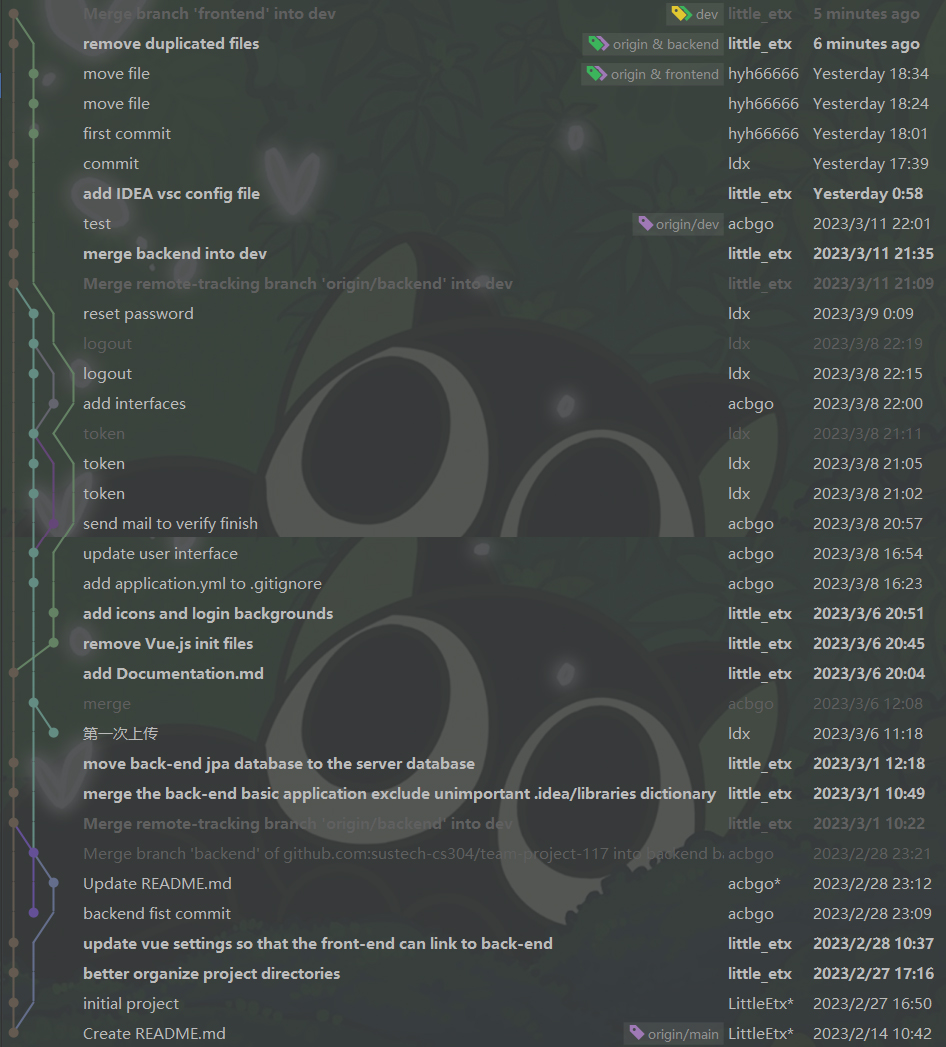 Merge branch 'frontend' into dev dev little_etx 5 minutes ago
remove duplicated files origin & backend little_etx 6 minutes ago
move file origin & frontend hyh66666 Yesterday 18:34
move file hyh66666 Yesterday 18:24
first commit hyh66666 Yesterday 18:01
commit ldx Yesterday 17:39
add IDEA vsc config file little_etx Yesterday 0:58
test origin/dev acbgo 2023/3/11 22:01
merge backend into dev little_etx 2023/3/11 21:35
Merge remote-tracking branch 'origin/backend' into dev little_etx 2023/3/11 21:09
reset password ldx 2023/3/9 0:09
logout ldx 2023/3/8 22:19
logout ldx 2023/3/8 22:15
add interfaces acbgo 2023/3/8 22:00
token ldx 2023/3/8 21:11
token ldx 2023/3/8 21:05
token ldx 2023/3/8 21:02
send mail to verify finish acbgo 2023/3/8 20:57
update user interface acbgo 2023/3/8 16:54
add application.yml to .gitignore acbgo 2023/3/8 16:23
add icons and login backgrounds little_etx 2023/3/6 20:51
remove Vue.js init files little_etx 2023/3/6 20:45
add Documentation.md little_etx 2023/3/6 20:04
merge acbgo 2023/3/6 12:08
第一次上传 ldx 2023/3/6 11:18
move back-end jpa database to the server database little_etx 2023/3/1 12:18
merge the back-end basic application exclude unimportant .idea/libraries dictionary little_etx 2023/3/1 10:49
Merge remote-tracking branch 'origin/backend' into dev little_etx 2023/3/1 10:22
Merge branch 'backend' of github.com:sustech-cs304/team-project-117 into backend b acbgo 2023/2/28 23:21
Update README.md acbgo* 2023/2/28 23:12
backend fist commit acbgo 2023/2/28 23:09
update vue settings so that the front-end can link to back-end little_etx 2023/2/28 10:37
better organize project directories little_etx 2023/2/27 17:16
initial project LittleEtx* 2023/2/27 16:50
Create README.md origin/main LittleEtx* 2023/2/14 10:42